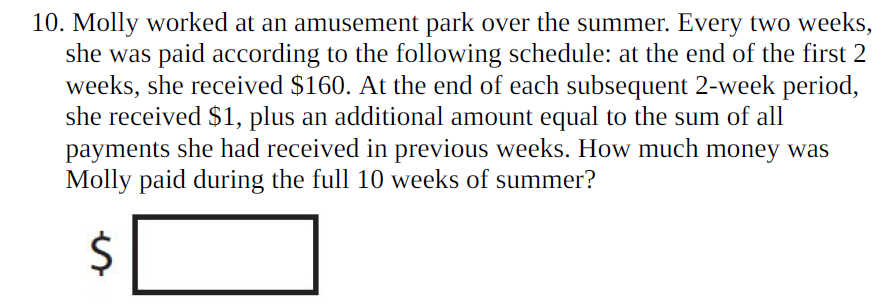 10. Molly worked at an amusement park over the summer. Every two weeks,
she was paid according to the following schedule: at the end of the first 2
weeks, she received $160. At the end of each subsequent 2-week period,
she received $1, plus an additional amount equal to the sum of all
payments she had received in previous weeks. How much money was
Molly paid during the full 10 weeks of summer?
$